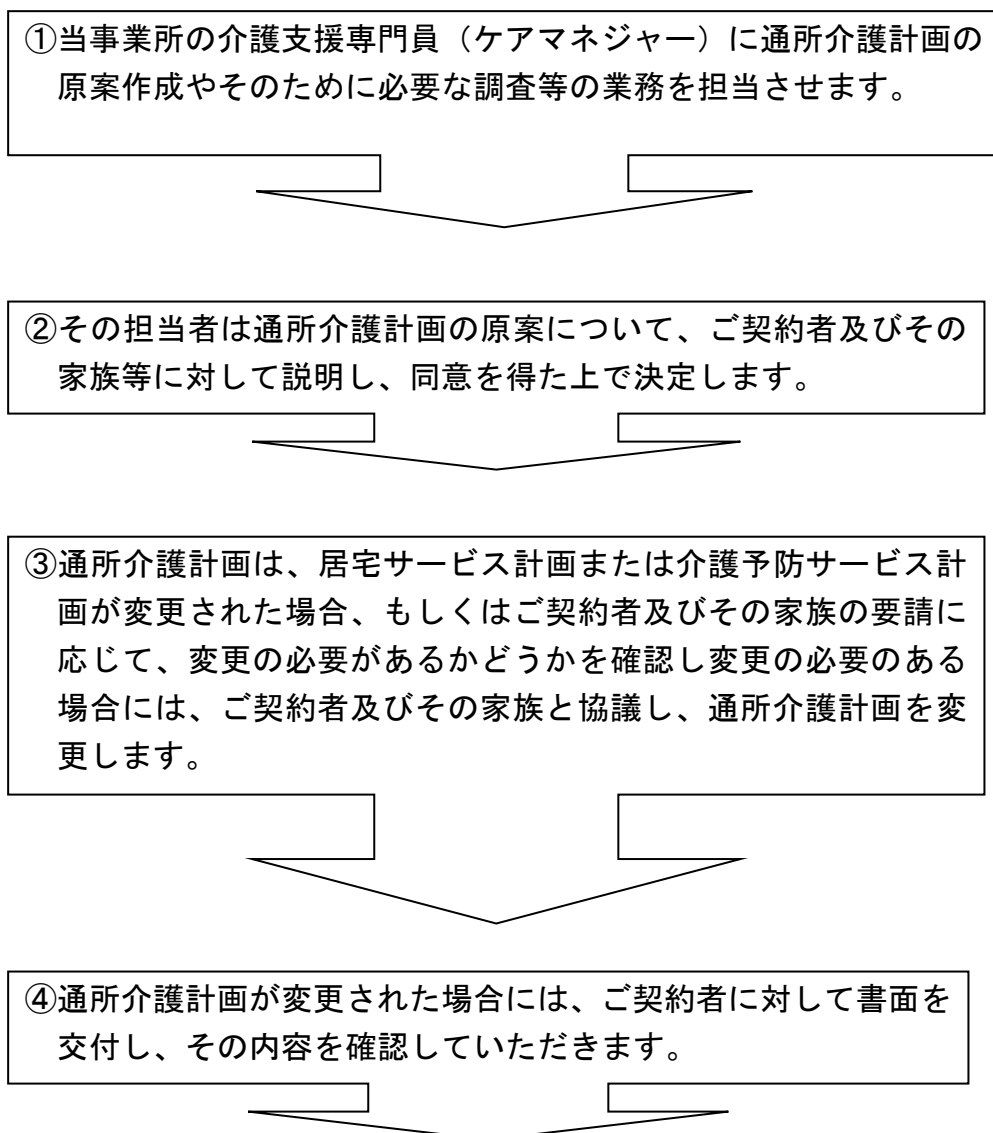 ①当事業所の介護支援専門員（ケアマネジャー）に通所介護計画の
原案作成やそのために必要な調査等の業務を担当させます。
②その担当者は通所介護計画の原案について、ご契約者及びその
家族等に対して説明し、同意を得た上で決定します。
③通所介護計画は、居宅サービス計画または介護予防サービス計
画が変更された場合、もしくはご契約者及びその家族の要請に
応じて、変更の必要があるかどうかを確認し変更の必要のある
場合には、ご契約者及びその家族と協議し、通所介護計画を変
更します。
④通所介護計画が変更された場合には、ご契約者に対して書面を
交付し、その内容を確認していただきます。